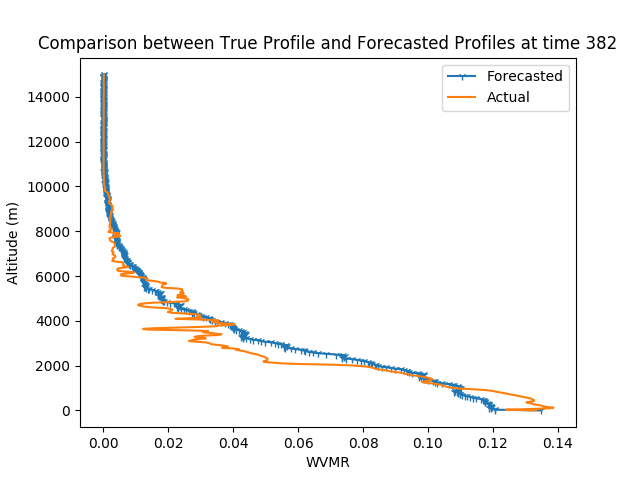 Comparison between True Profile and Forecasted Profiles at time 382
Forecasted
Actual
14000
12000
10000
8000
6000
4000
2000
0
Altitude (m)
0.00 0.02 0.04 0.06 0.08 0.10 0.12 0.14
WVMR